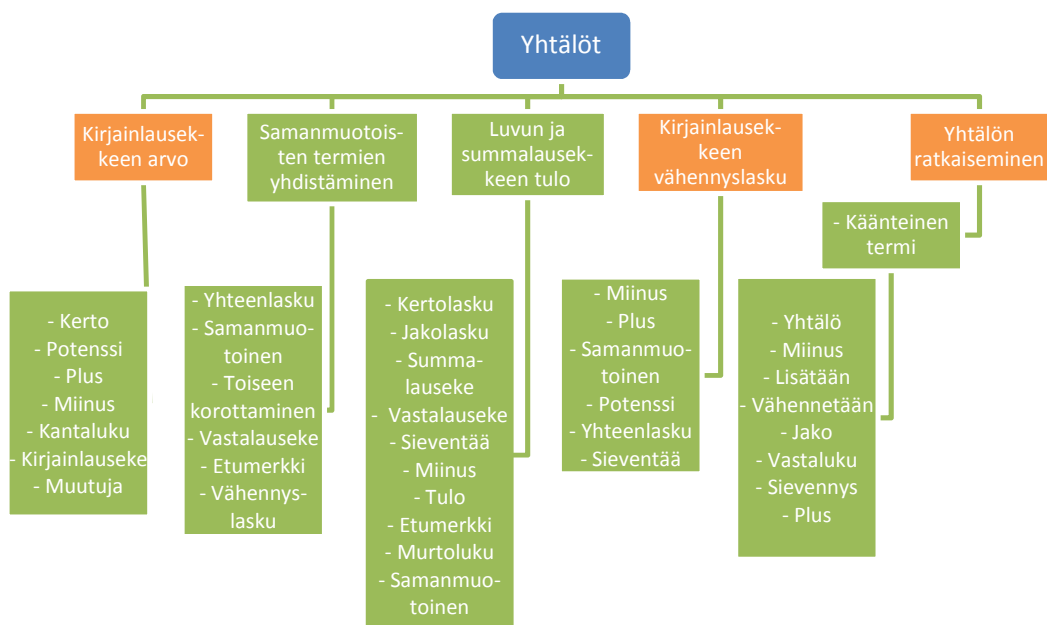 Yhtälöt
Kirjainlausek-
keen arvo
Samanmuotois-
ten termien
yhdistäminen
Luvun ja
summalausek-
keen tulo
Kirjainlausek-
keen
vähennyslasku
Yhtälön
ratkaiseminen
- Käänteinen
termi
- Kerto
- Potenssi
- Plus
- Miinus
- Kantaluku
- Kirjainlauseke
- Muutuja
- Yhteenlasku
- Samanmuo-
toinen
- Toiseen
korottaminen
- Vastalauseke
- Etumerkki
- Vähennys-
lasku
- Kertolasku
- Jakolasku
- Summa-
lauseke
- Vastalauseke
- Sieventää
- Miinus
- Tulo
- Etumerkki
- Murtoluku
- Samanmuo-
toinen
- Miinus
- Plus
- Samanmuo-
toinen
- Potenssi
- Yhteenlasku
- Sieventää
- Yhtälö
- Miinus
- Lisätään
- Vähennetään
- Jako
- Vastaluku
- Sievennys
- Plus